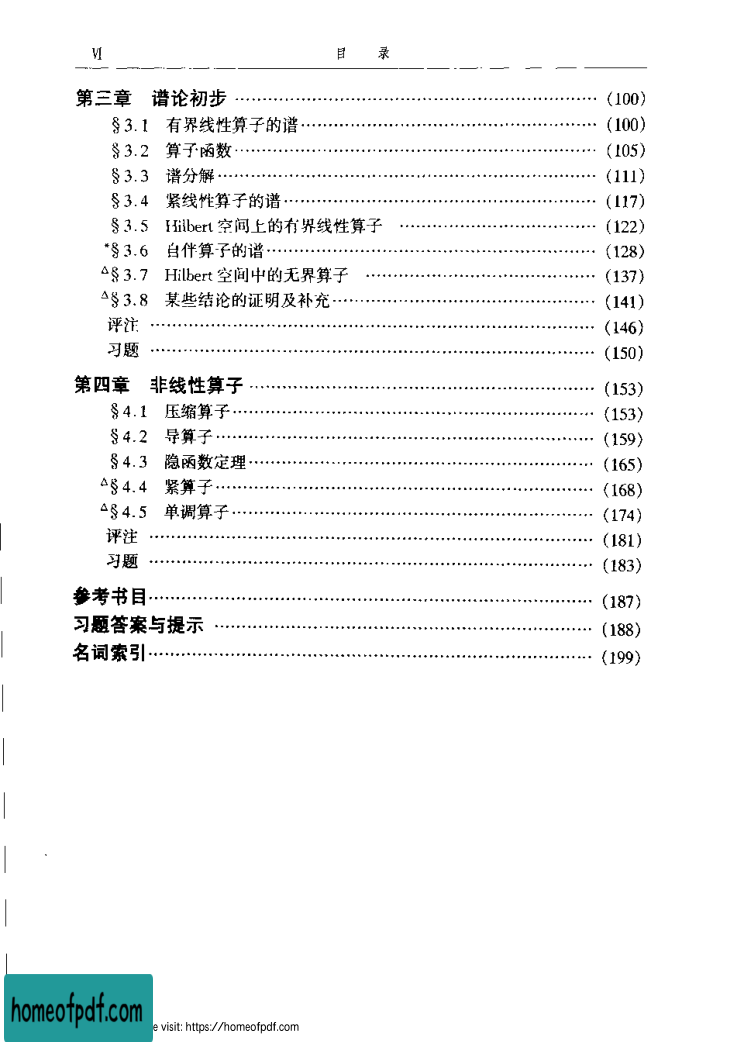 Ⅵ 目 录
第三章 谱论初步 …… (100)
§3.1 有界线性算子的谱 …… (100)
§3.2 算子函数 …… (105)
§3.3 谱分解 …… (111)
§3.4 紧线性算子的谱 …… (117)
§3.5 Hilbert 空间上的有界线性算子 …… (122)
*§3.6 自伴算子的谱 …… (128)
△§3.7 Hilbert 空间中的无界算子 …… (137)
△§3.8 某些结论的证明及补充 …… (141)
评注 …… (146)
习题 …… (150)
第四章 非线性算子 …… (153)
§4.1 压缩算子 …… (153)
§4.2 导算子 …… (159)
§4.3 隐函数定理 …… (165)
△§4.4 紧算子 …… (168)
△§4.5 单调算子 …… (174)
评注 …… (181)
习题 …… (183)
参考书目 …… (187)
习题答案与提示 …… (188)
名词索引 …… (199)
homeofpdf.com
e visit: https://homeofpdf.com